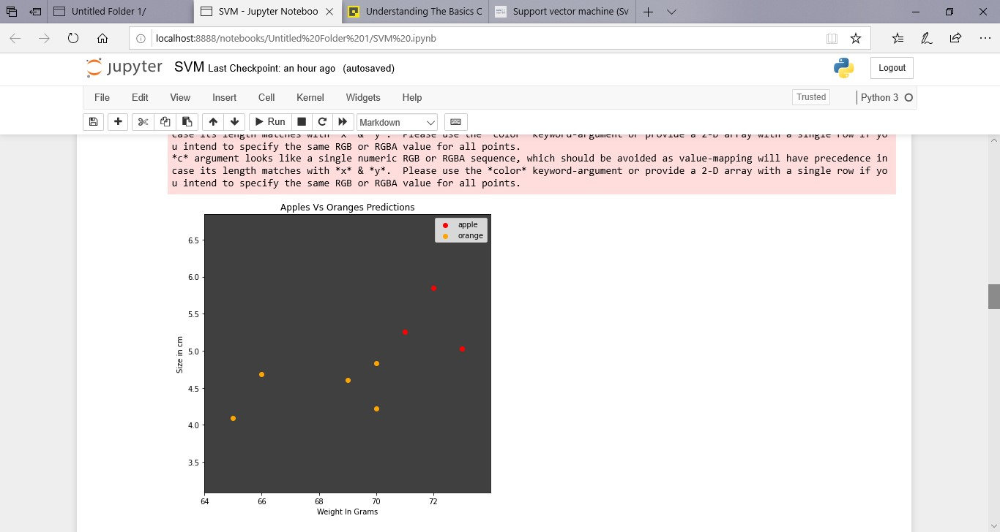 Untitled Folder 1/
SVM - Jupyter Noteboo
Understanding The Basics C
Support vector machine (Sv
localhost:8888/notebooks/Untitled%20Folder%201/SVM%20.ipynb
jupyter SVM Last Checkpoint: an hour ago (autosaved)
Logout
File Edit View Insert Cell Kernel Widgets Help
Trusted
Python 3
Run
Markdown
case its length matches with *x* & *y*.  Please use the *color* keyword-argument or provide a 2-D array with a single row if yo
u intend to specify the same RGB or RGBA value for all points.
*c* argument looks like a single numeric RGB or RGBA sequence, which should be avoided as value-mapping will have precedence in
case its length matches with *x* & *y*.  Please use the *color* keyword-argument or provide a 2-D array with a single row if yo
u intend to specify the same RGB or RGBA value for all points.
Apples Vs Oranges Predictions
apple
orange
6.5
6.0
5.5
5.0
4.5
4.0
3.5
Size in cm
64 66 68 70 72
Weight In Grams